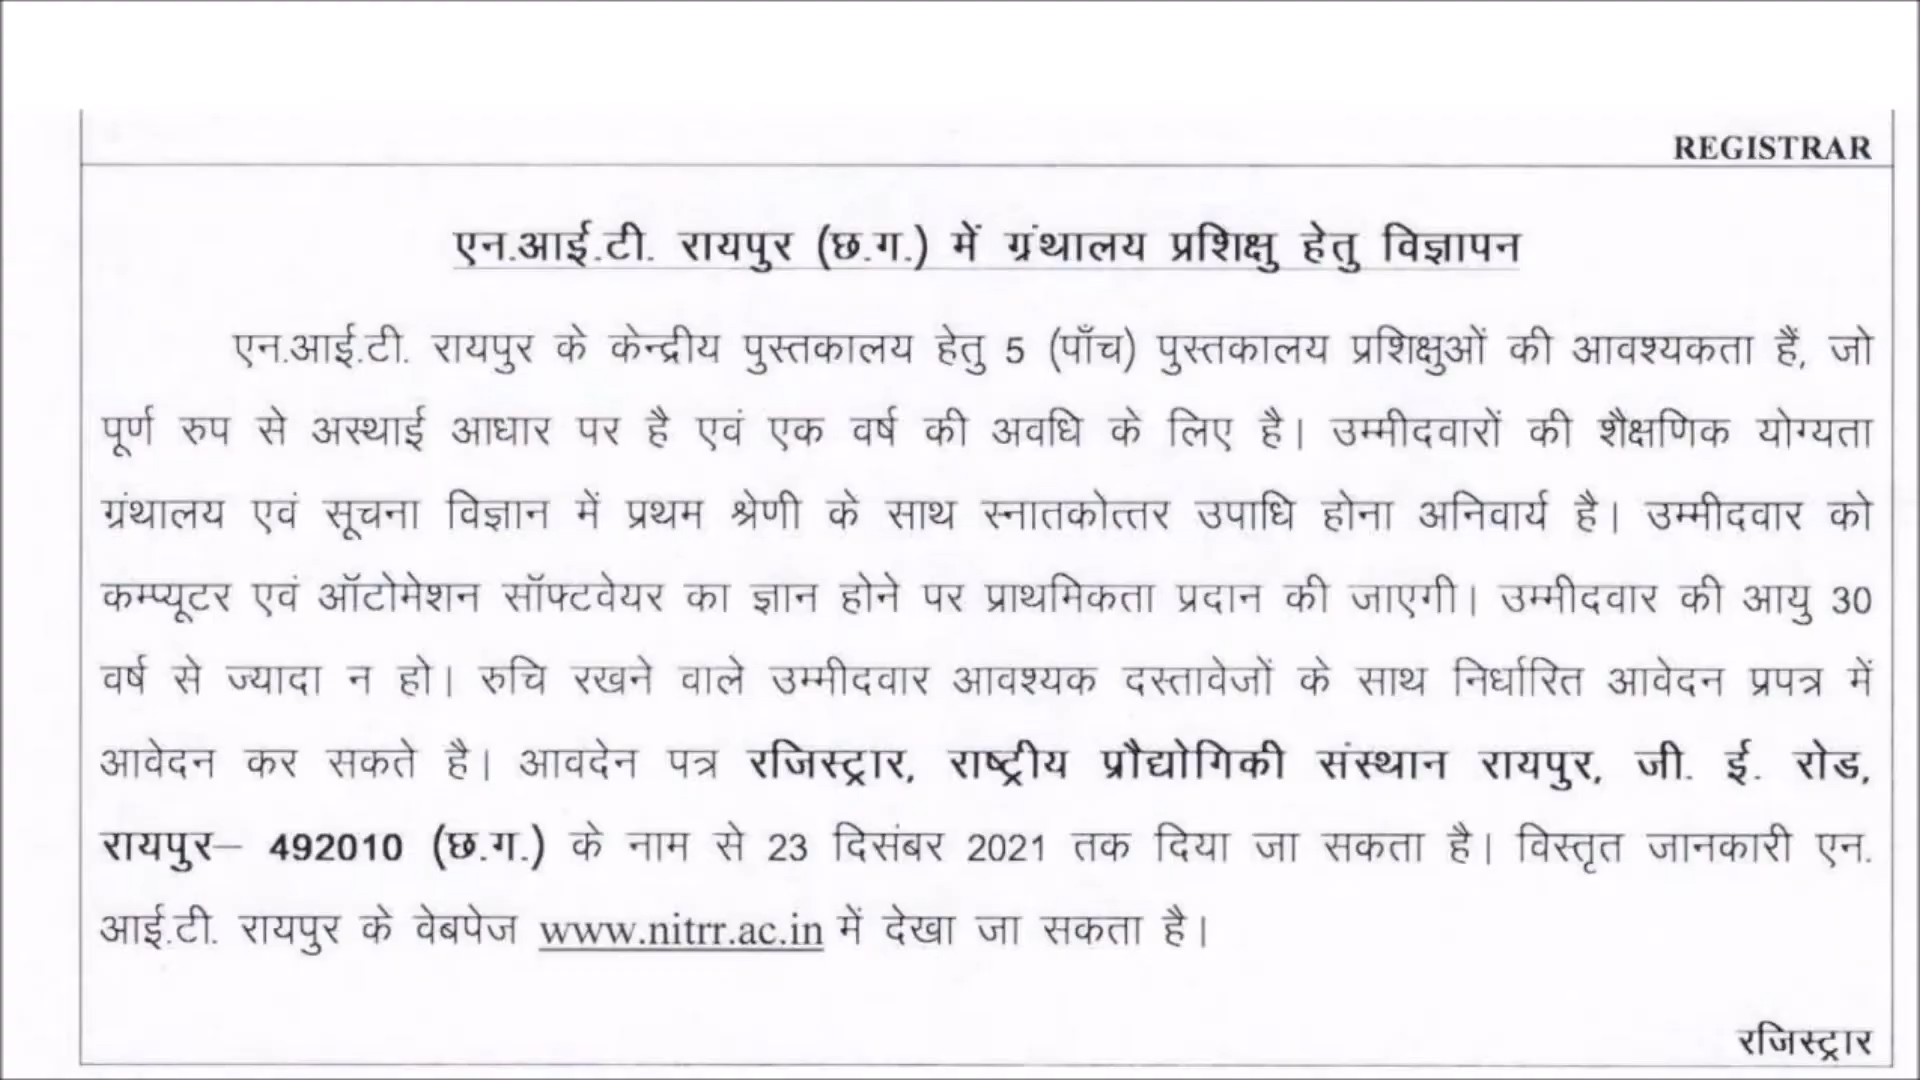 REGISTRAR
एन.आई.टी. रायपुर (छ.ग.) में ग्रंथालय प्रशिक्षु हेतु विज्ञापन
एन.आई.टी. रायपुर के केन्द्रीय पुस्तकालय हेतु 5 (पाँच) पुस्तकालय प्रशिक्षुओं की आवश्यकता हैं, जो
पूर्ण रुप से अस्थाई आधार पर है एवं एक वर्ष की अवधि के लिए है। उम्मीदवारों की शैक्षणिक योग्यता
ग्रंथालय एवं सूचना विज्ञान में प्रथम श्रेणी के साथ स्नातकोत्तर उपाधि होना अनिवार्य है। उम्मीदवार को
कम्प्यूटर एवं ऑटोमेशन सॉफ्टवेयर का ज्ञान होने पर प्राथमिकता प्रदान की जाएगी। उम्मीदवार की आयु 30
वर्ष से ज्यादा न हो। रुचि रखने वाले उम्मीदवार आवश्यक दस्तावेजों के साथ निर्धारित आवेदन प्रपत्र में
आवेदन कर सकते है। आवदेन पत्र रजिस्ट्रार, राष्ट्रीय प्रौद्योगिकी संस्थान रायपुर, जी. ई. रोड,
रायपुर– 492010 (छ.ग.) के नाम से 23 दिसंबर 2021 तक दिया जा सकता है। विस्तृत जानकारी एन.
आई.टी. रायपुर के वेबपेज www.nitrr.ac.in में देखा जा सकता है।
रजिस्ट्रार